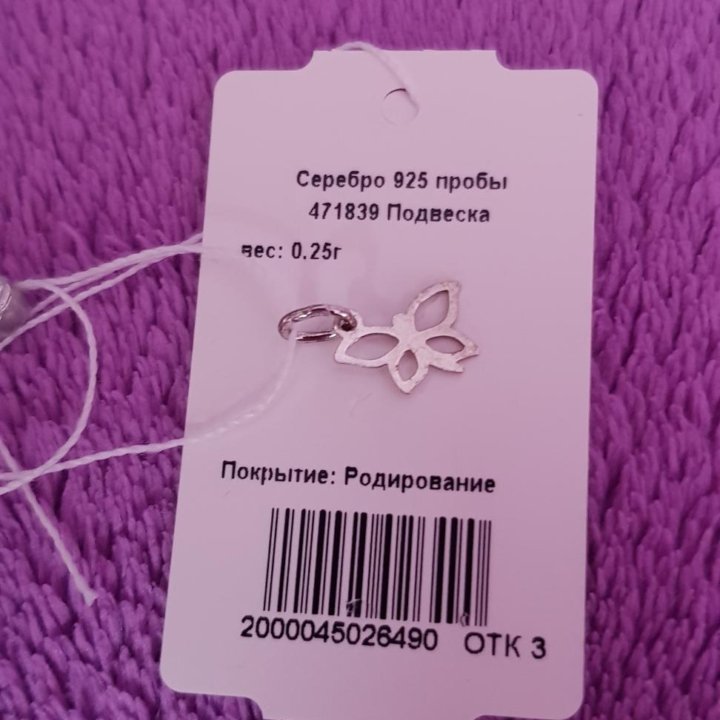 Серебро 925 пробы
471839 Подвеска
вес: 0.25г
Покрытие: Родирование
2000045026490 ОТК 3